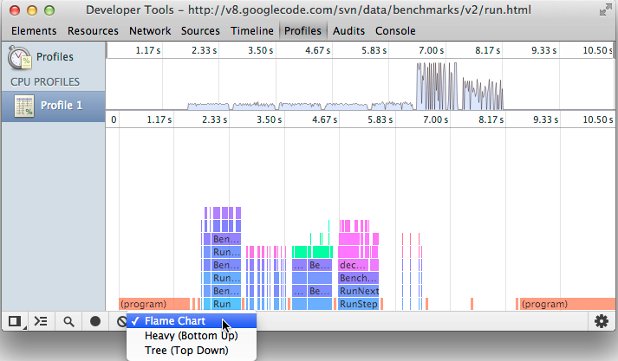 Developer Tools - http://v8.googlecode.com/svn/data/benchmarks/v2/run.html
Elements Resources Network Sources Timeline Profiles Audits Console
Profiles
CPU PROFILES
Profile 1
1.17 s 2.33 s 3.50 s 4.67 s 5.83 s 7.00 s 8.17 s 9.33 s 10.50 s
0 1.17 s 2.33 s 3.50 s 4.67 s 5.83 s 7.00 s 8.17 s 9.33 s 10.50 s
Ben...
Run... dec...
Ben... ... Be... Bench...
Run... ... Be... RunNext
(program) Run RunStep (program)
✓ Flame Chart
Heavy (Bottom Up)
Tree (Top Down)